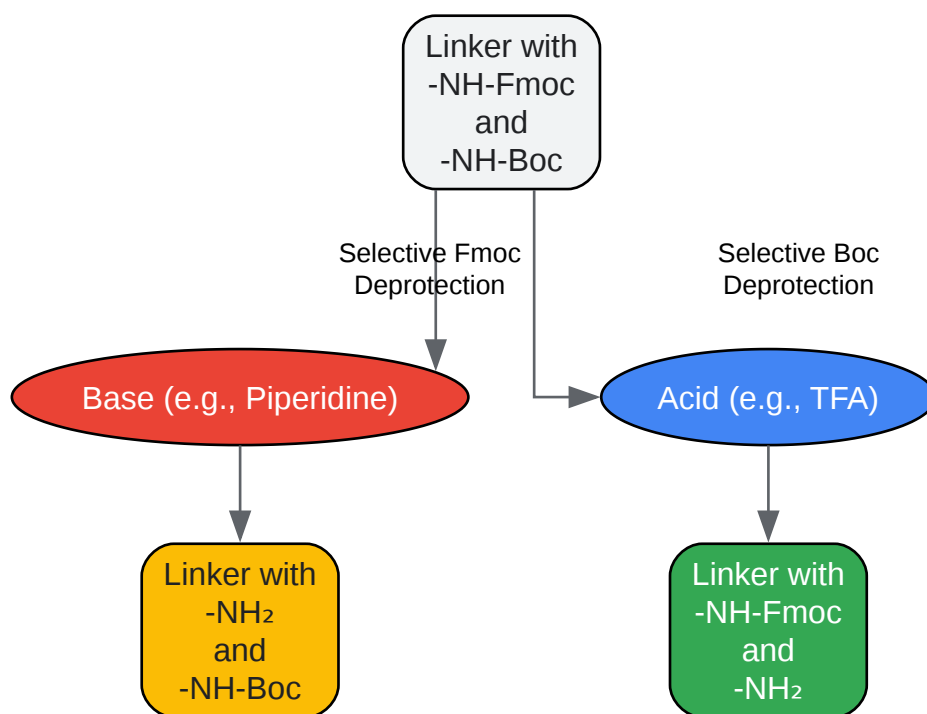 Linker with
-NH-Fmoc
and
-NH-Boc
Selective Fmoc
Deprotection
Selective Boc
Deprotection
Base (e.g., Piperidine)
Acid (e.g., TFA)
Linker with
-NH₂
and
-NH-Boc
Linker with
-NH-Fmoc
and
-NH₂